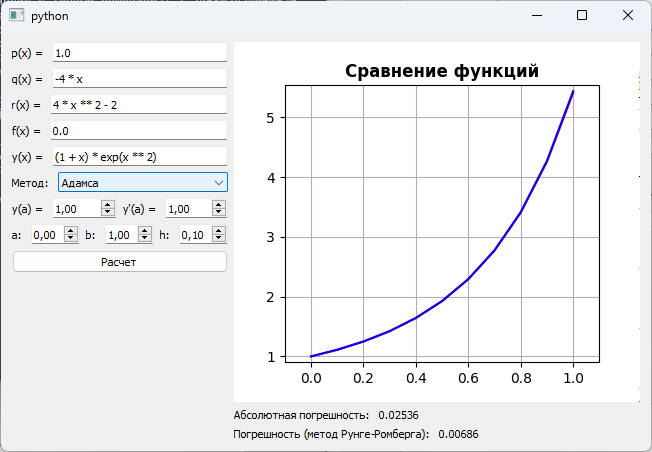 python
p(x) = 1.0
q(x) = -4 * x
r(x) = 4 * x ** 2 - 2
f(x) = 0.0
y(x) = (1 + x) * exp(x ** 2)
Метод: Адамса
y(a) = 1,00 y'(a) = 1,00
a: 0,00 b: 1,00 h: 0,10
Расчет
Сравнение функций
5
4
3
2
1
0.0 0.2 0.4 0.6 0.8 1.0
Абсолютная погрешность: 0.02536
Погрешность (метод Рунге-Ромберга): 0.00686